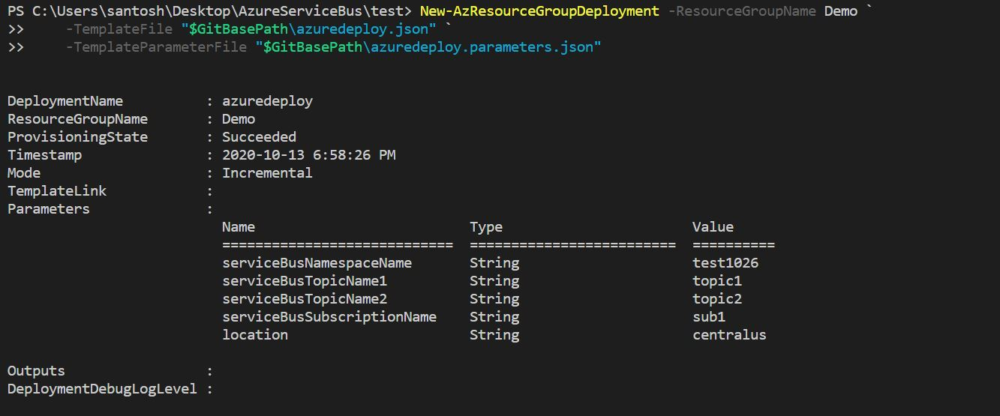 PS C:\Users\santosh\Desktop\AzureServiceBus\test> New-AzResourceGroupDeployment -ResourceGroupName Demo `
>>     -TemplateFile "$GitBasePath\azuredeploy.json" `
>>     -TemplateParameterFile "$GitBasePath\azuredeploy.parameters.json"
DeploymentName          : azuredeploy
ResourceGroupName       : Demo
ProvisioningState       : Succeeded
Timestamp               : 2020-10-13 6:58:26 PM
Mode                    : Incremental
TemplateLink            :
Parameters              :
                          Name                          Type                       Value
                          ============================  =========================  ==========
                          serviceBusNamespaceName       String                     test1026
                          serviceBusTopicName1          String                     topic1
                          serviceBusTopicName2          String                     topic2
                          serviceBusSubscriptionName    String                     sub1
                          location                      String                     centralus
Outputs                 :
DeploymentDebugLogLevel :